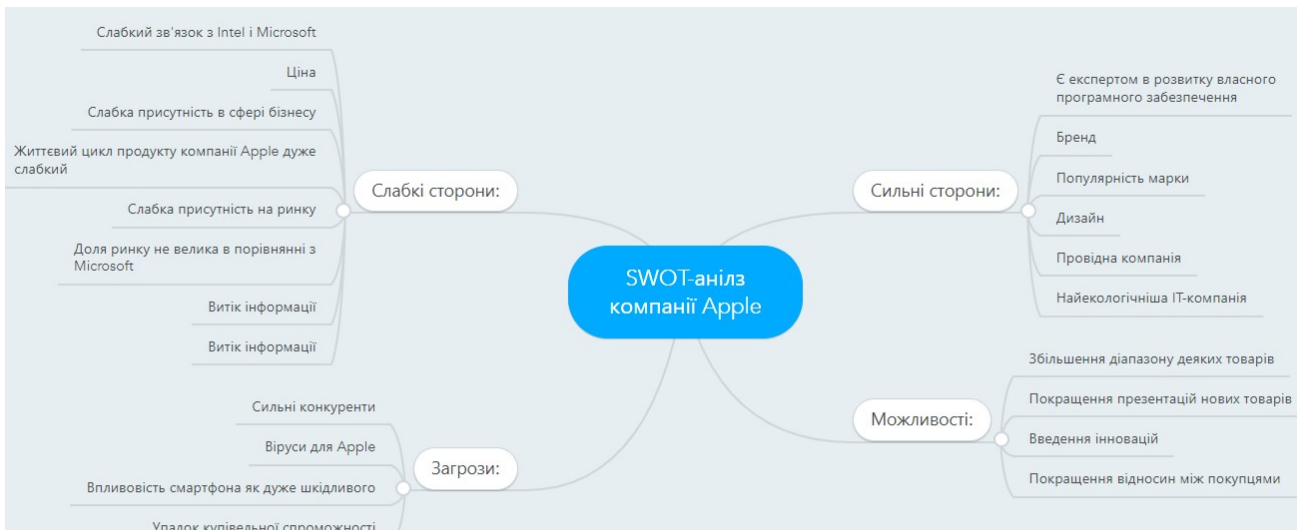 SWOT-анілз
компанії Apple
Слабкі сторони:
Слабкий зв'язок з Intel і Microsoft
Ціна
Слабка присутність в сфері бізнесу
Життєвий цикл продукту компанії Apple дуже
слабкий
Слабка присутність на ринку
Доля ринку не велика в порівнянні з
Microsoft
Витік інформації
Витік інформації
Загрози:
Сильні конкуренти
Віруси для Apple
Впливовість смартфона як дуже шкідливого
Упадок купівельної спроможності
Сильні сторони:
Є експертом в розвитку власного
програмного забезпечення
Бренд
Популярність марки
Дизайн
Провідна компанія
Найекологічніша ІТ-компанія
Можливості:
Збільшення діапазону деяких товарів
Покращення презентацій нових товарів
Введення інновацій
Покращення відносин між покупцями